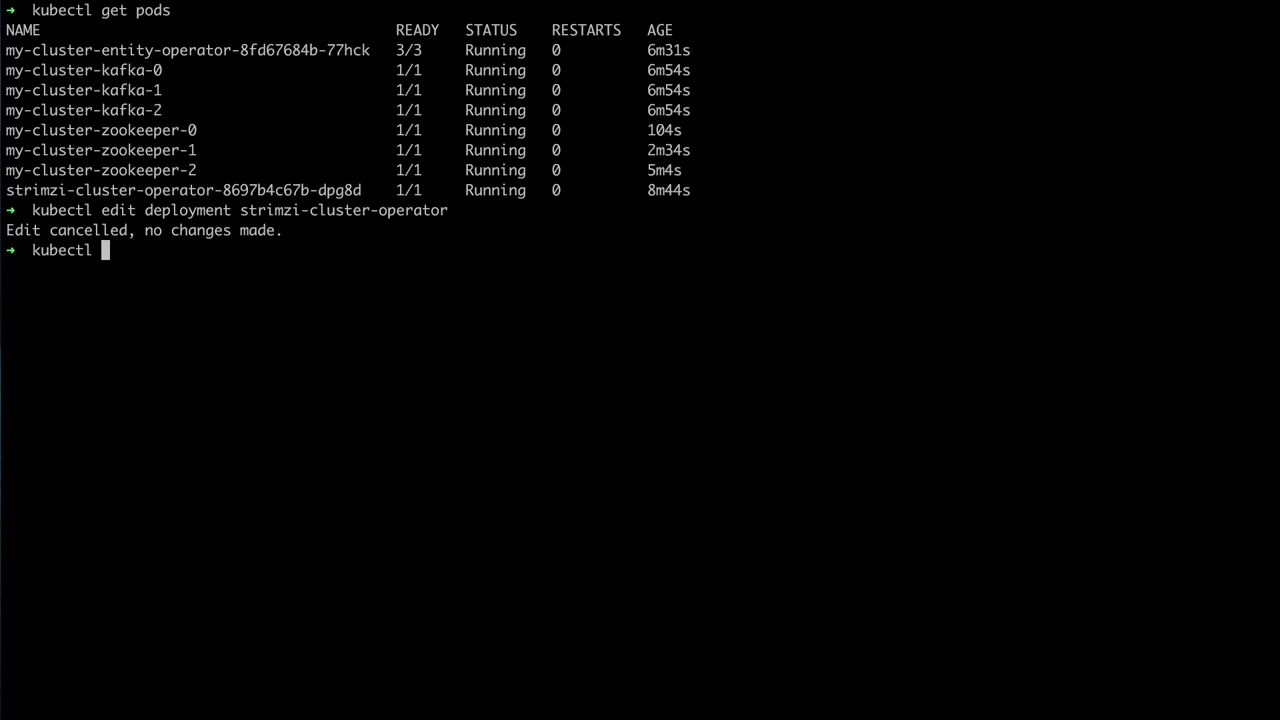 ➜  kubectl get pods
NAME                                         READY   STATUS    RESTARTS   AGE
my-cluster-entity-operator-8fd67684b-77hck   3/3     Running   0          6m31s
my-cluster-kafka-0                           1/1     Running   0          6m54s
my-cluster-kafka-1                           1/1     Running   0          6m54s
my-cluster-kafka-2                           1/1     Running   0          6m54s
my-cluster-zookeeper-0                       1/1     Running   0          104s
my-cluster-zookeeper-1                       1/1     Running   0          2m34s
my-cluster-zookeeper-2                       1/1     Running   0          5m4s
strimzi-cluster-operator-8697b4c67b-dpg8d    1/1     Running   0          8m44s
➜  kubectl edit deployment strimzi-cluster-operator
Edit cancelled, no changes made.
➜  kubectl